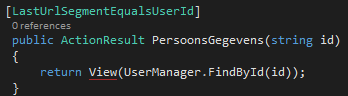 [LastUrlSegmentEqualsUserId]
0 references
public ActionResult PersoonsGegevens(string id)
{
return View(UserManager.FindById(id));
}